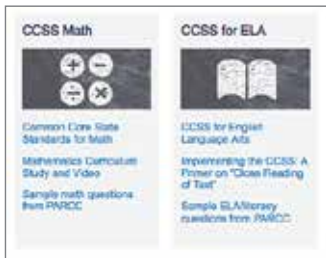 CCSS Math
Common Core State
Standards for Math
Mathematics Curriculum
Study and Video
Sample math questions
from PARCC
CCSS for ELA
CCSS for English
Language Arts
Implementing the CCSS: A
Primer on "Close Reading
of Text"
Sample ELA/literacy
questions from PARCC